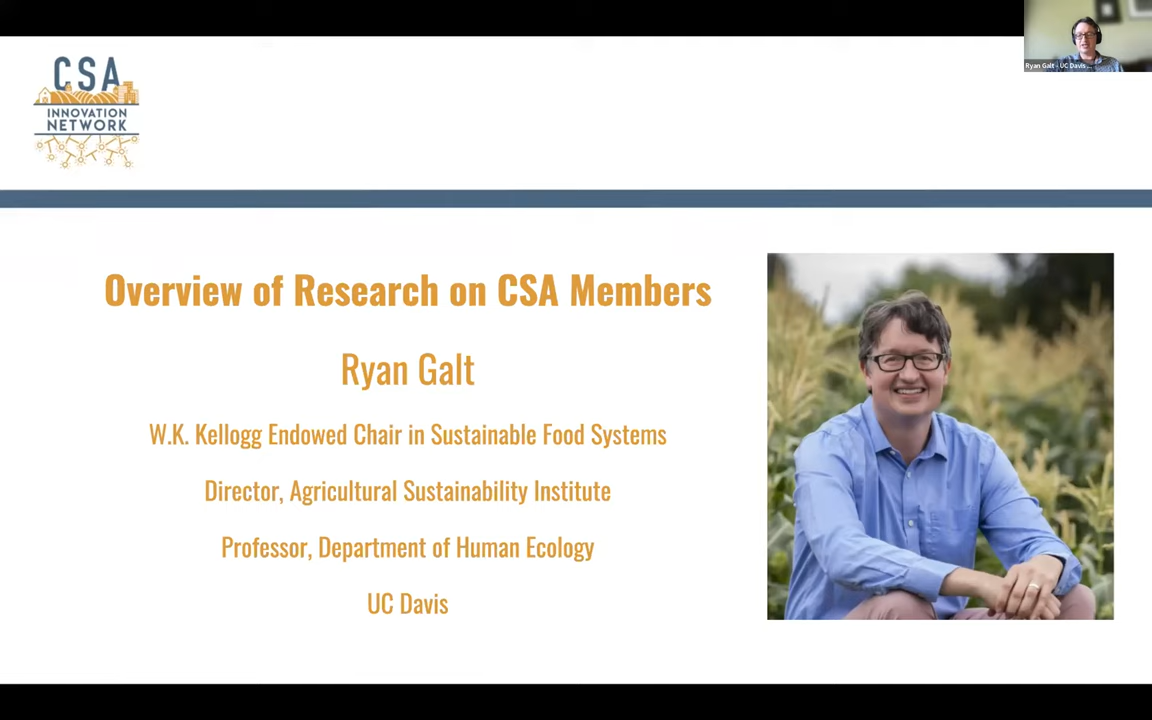 CSA
INNOVATION
NETWORK
Ryan Galt - UC Davis ...
Overview of Research on CSA Members
Ryan Galt
W.K. Kellogg Endowed Chair in Sustainable Food Systems
Director, Agricultural Sustainability Institute
Professor, Department of Human Ecology
UC Davis